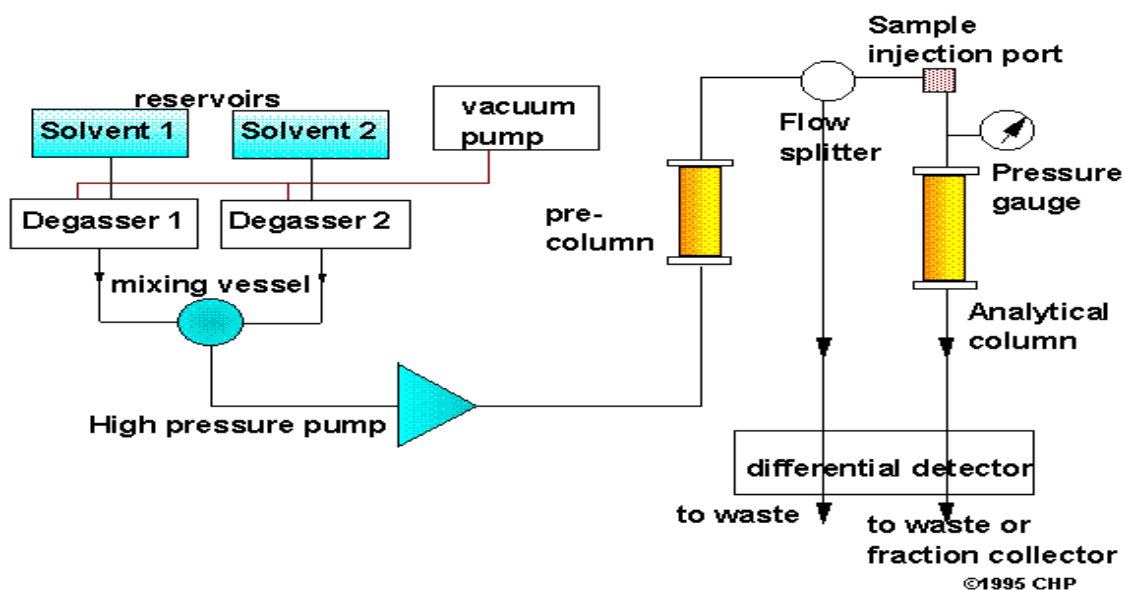 Sample
injection port
reservoirs
vacuum
pump
Solvent 1
Solvent 2
Flow
splitter
Pressure
gauge
Degasser 1
Degasser 2
pre-
column
mixing vessel
Analytical
column
High pressure pump
differential detector
to waste
to waste or
fraction collector
©1995 CHP